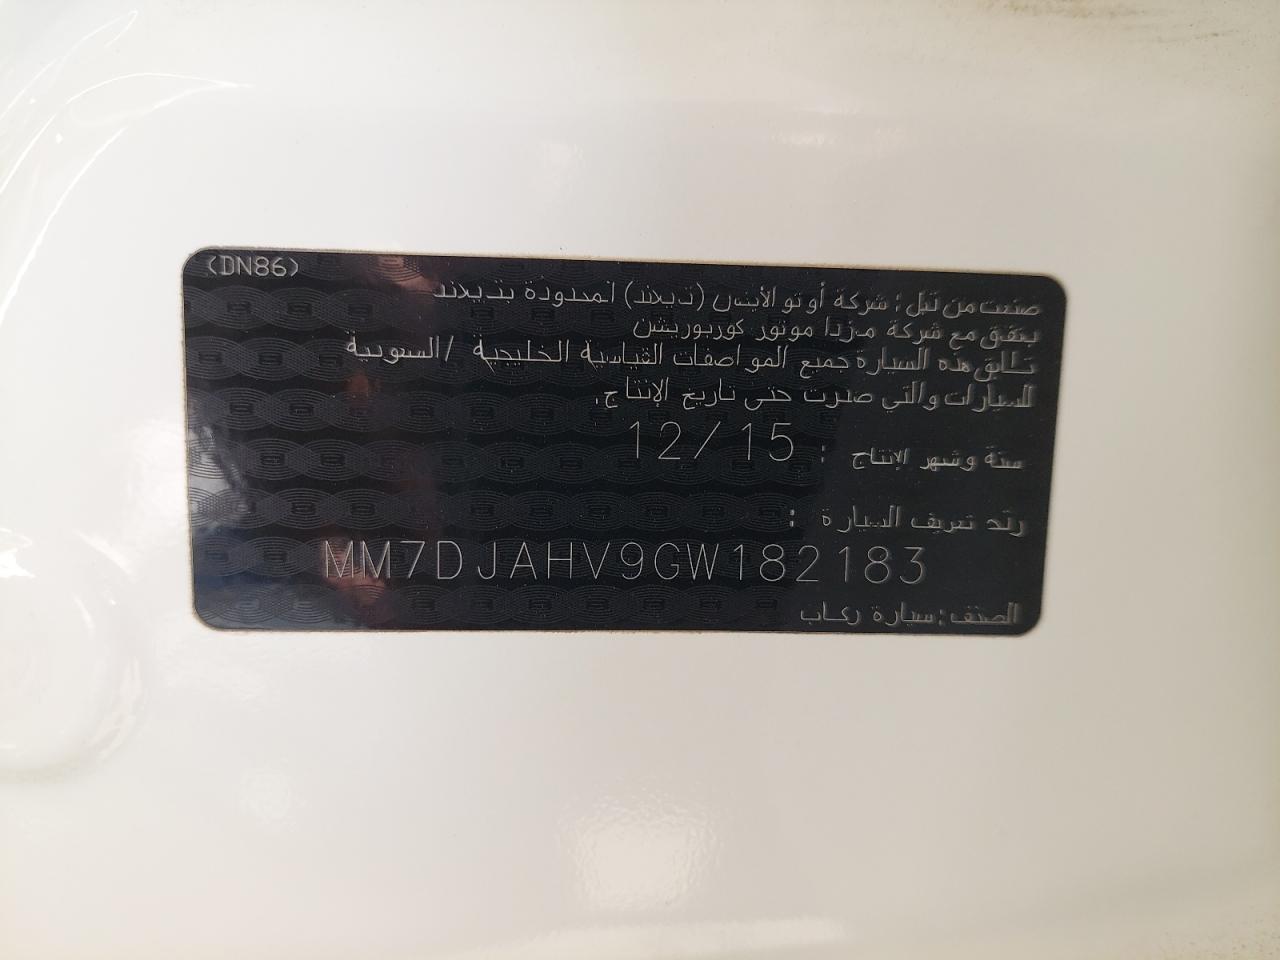 (DN86)
صنعت من قبل : شركة أوتو الأينس (تايلاند) المحدودة بتايلاند
بتفق مع شركة مزدا موتور كوربوريشن
تطابق هذه السيارة جميع المواصفات القياسية الخليجية /السعودية
للسيارات والتي صدرت حتى تاريخ الإنتاج.
سنة وشهر الإنتاج : 12/15
رقم تعريف السيارة :
MM7DJAHV9GW182183
الصنف : سيارة ركاب